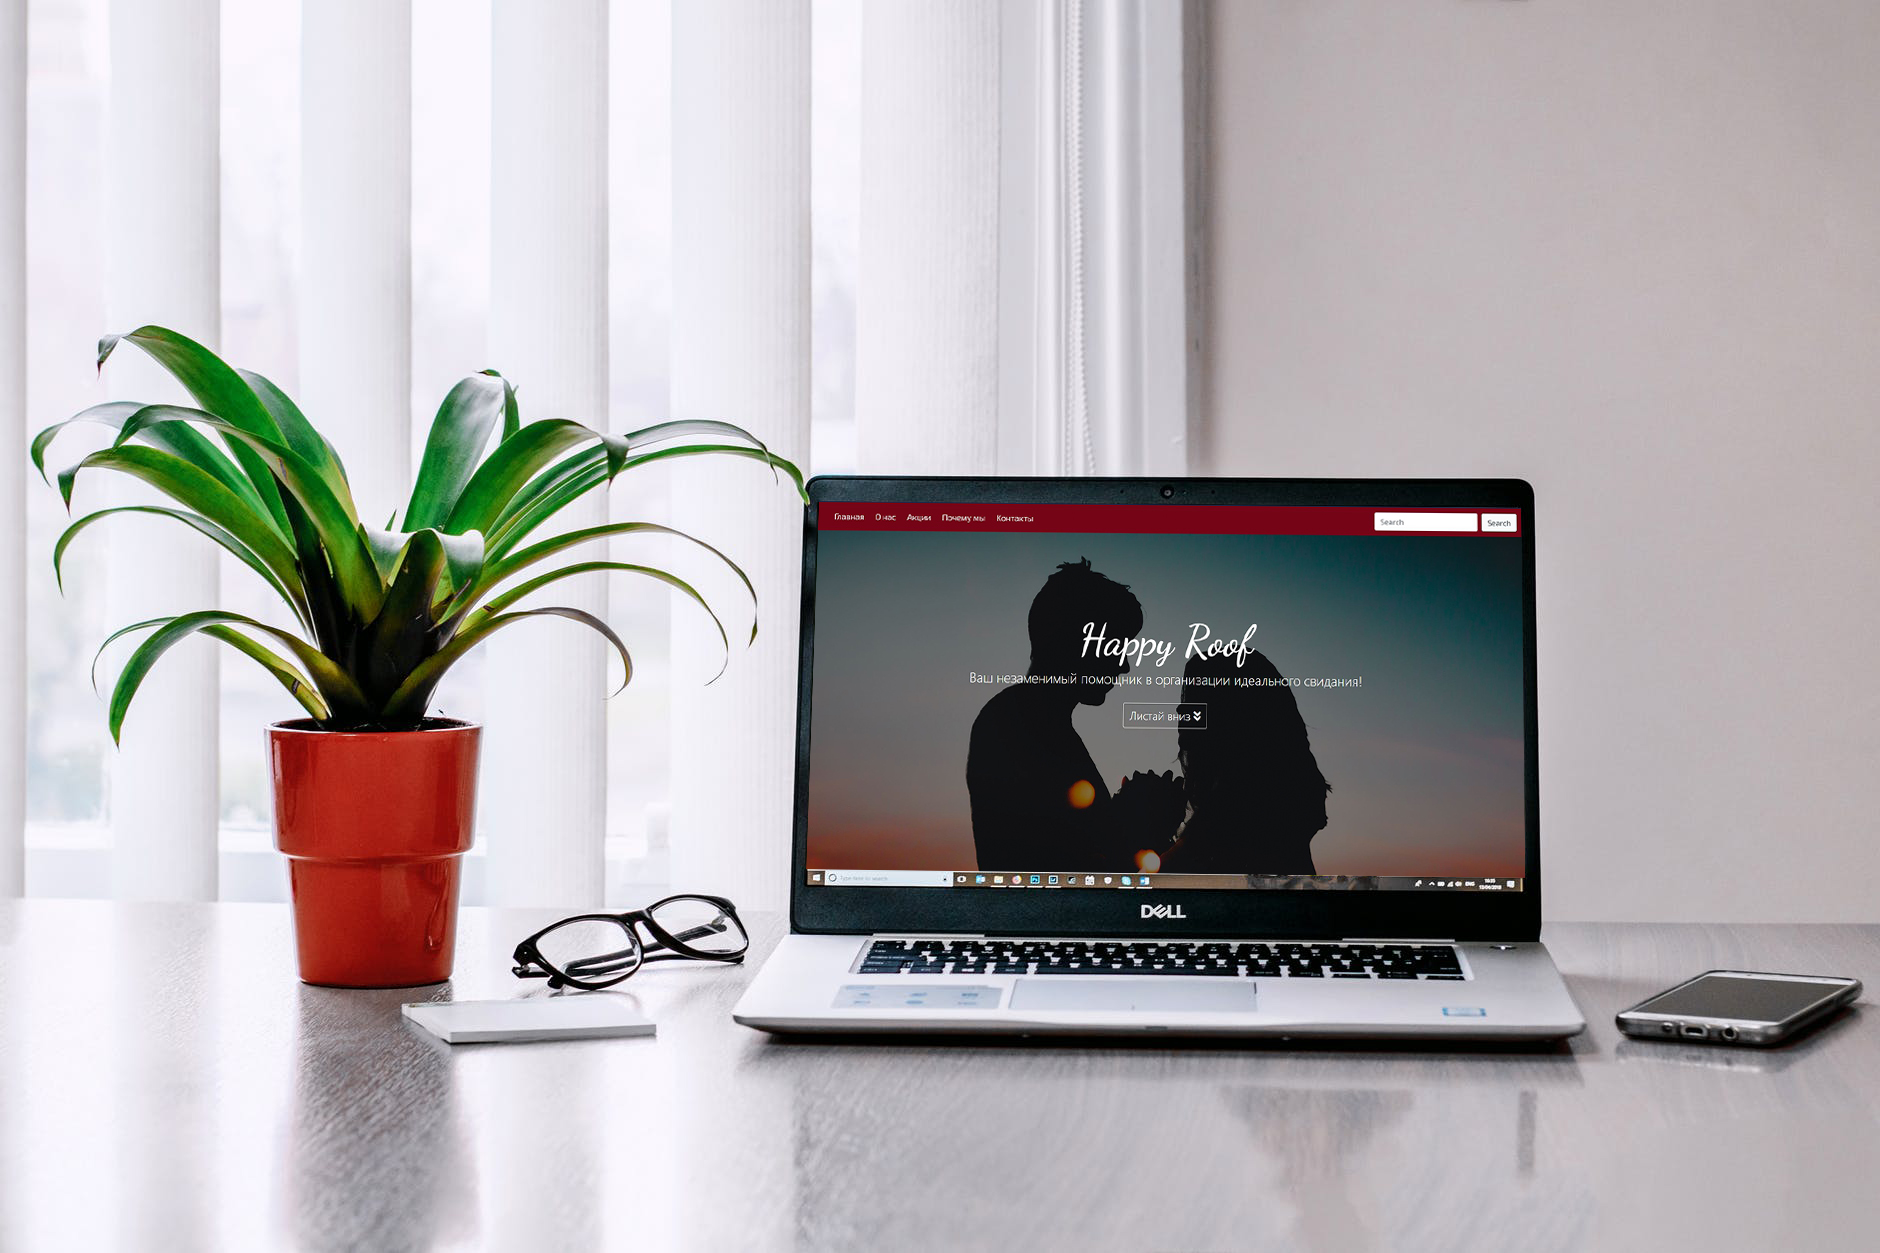 Главная О нас Акции Почему мы Контакты Search Search
Happy Roof
Ваш незаменимый помощник в организации идеального свидания!
Листай вниз
Type here to search
ENG
DELL